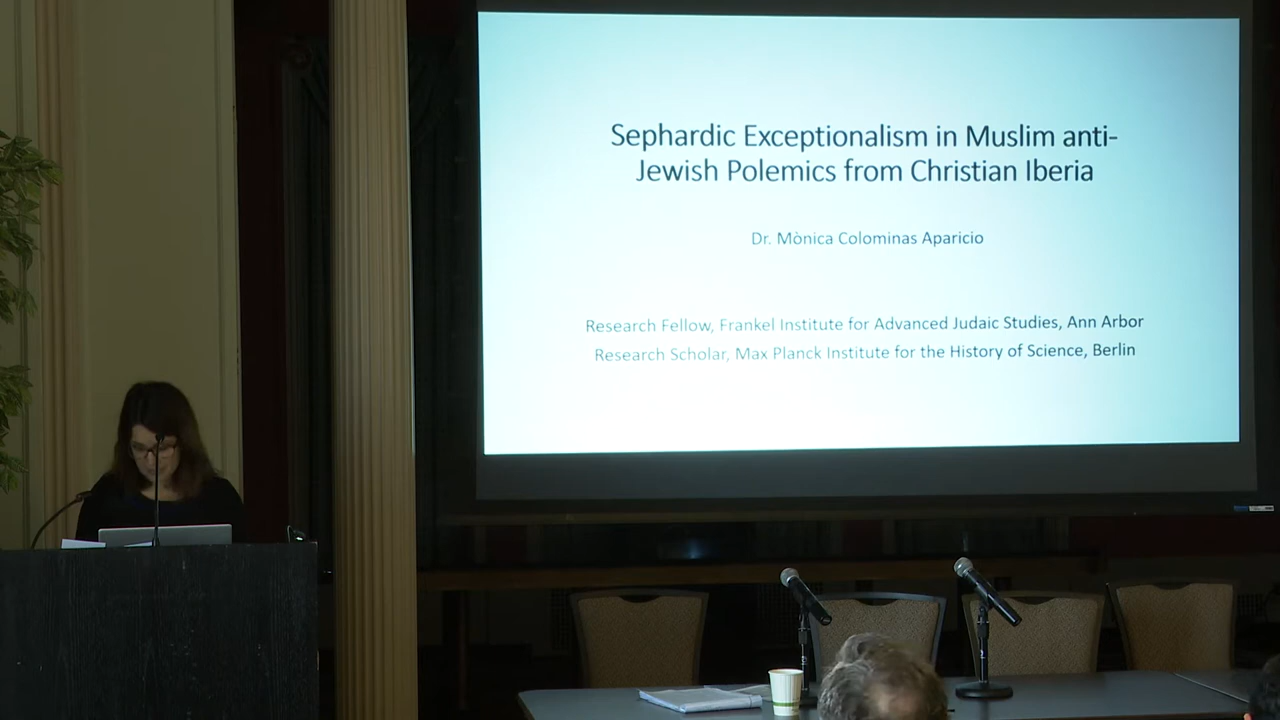 Sephardic Exceptionalism in Muslim anti-
Jewish Polemics from Christian Iberia
Dr. Mònica Colominas Aparicio
Research Fellow, Frankel Institute for Advanced Judaic Studies, Ann Arbor
Research Scholar, Max Planck Institute for the History of Science, Berlin